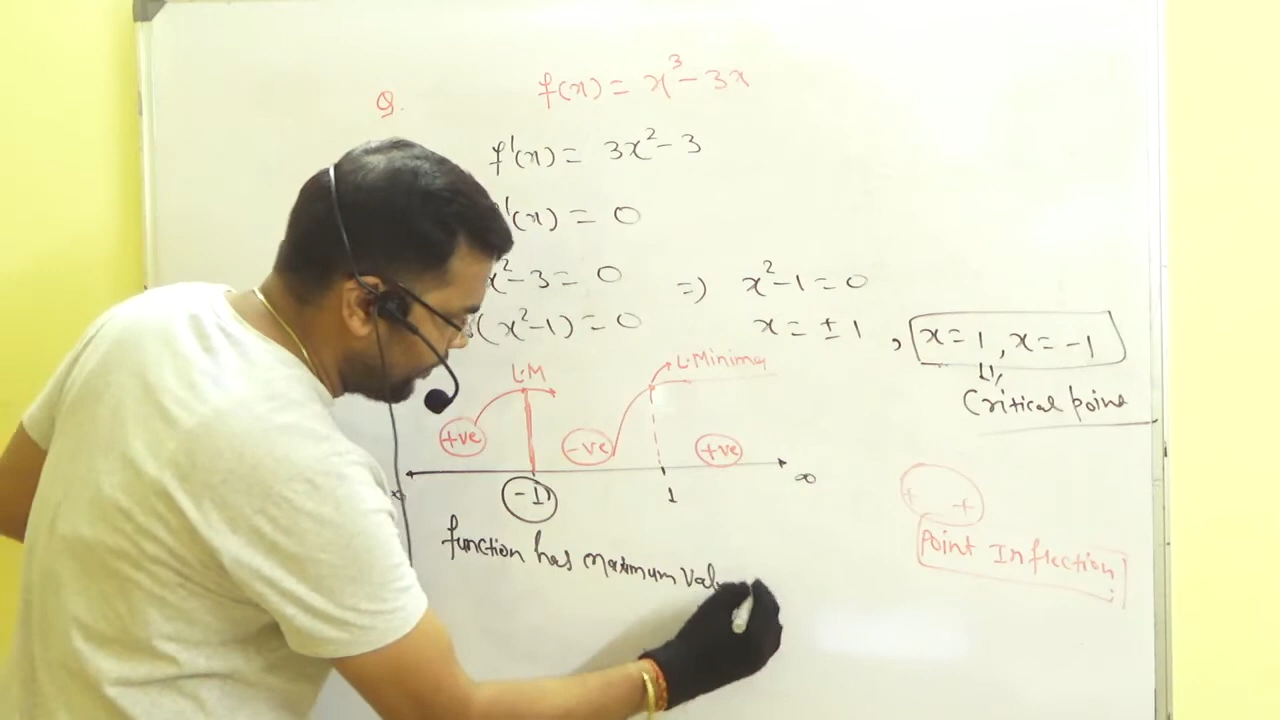 Q. f(x) = x³ - 3x
f'(x) = 3x² - 3
'(x) = 0
x² - 3 = 0 => x² - 1 = 0
(x² - 1) = 0 x = ± 1 , x = 1 , x = -1
Critical point
L.M L.Minima
+ve -ve +ve
-1 1 ∞
+ +
Point Inflection
function has maximum val